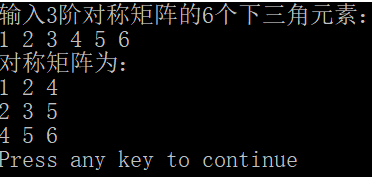 输入3阶对称矩阵的6个下三角元素：
1 2 3 4 5 6
对称矩阵为：
1 2 4
2 3 5
4 5 6
Press any key to continue